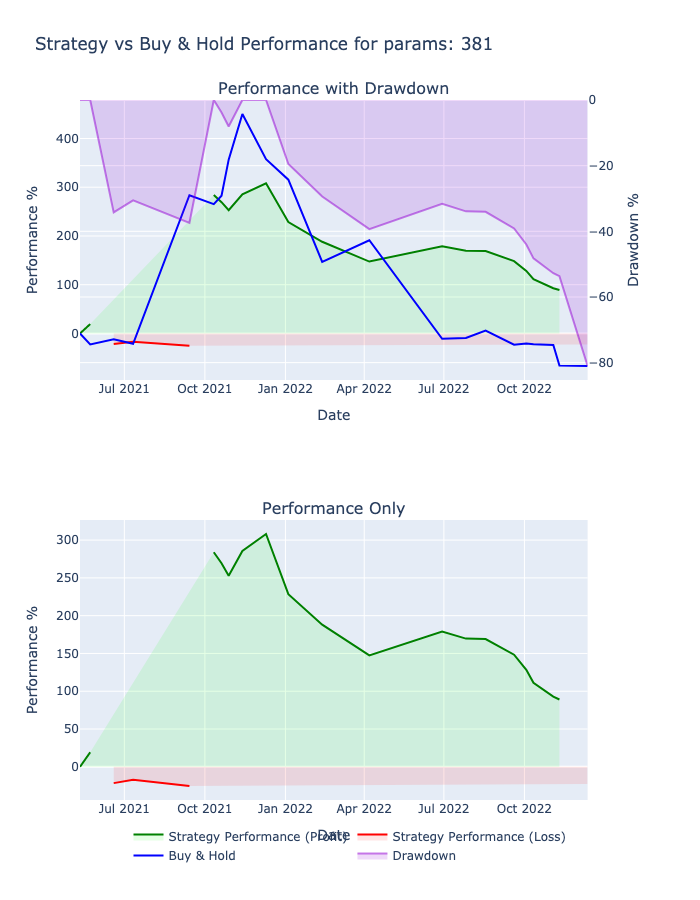 Strategy vs Buy & Hold Performance for params: 381
Performance with Drawdown
400
300
200
100
0
Performance %
0
−20
−40
−60
−80
Drawdown %
Jul 2021 Oct 2021 Jan 2022 Apr 2022 Jul 2022 Oct 2022
Date
Performance Only
300
250
200
150
100
50
0
Performance %
Jul 2021 Oct 2021 Jan 2022 Apr 2022 Jul 2022 Oct 2022
Date
Strategy Performance (Profit) Strategy Performance (Loss)
Buy & Hold Drawdown